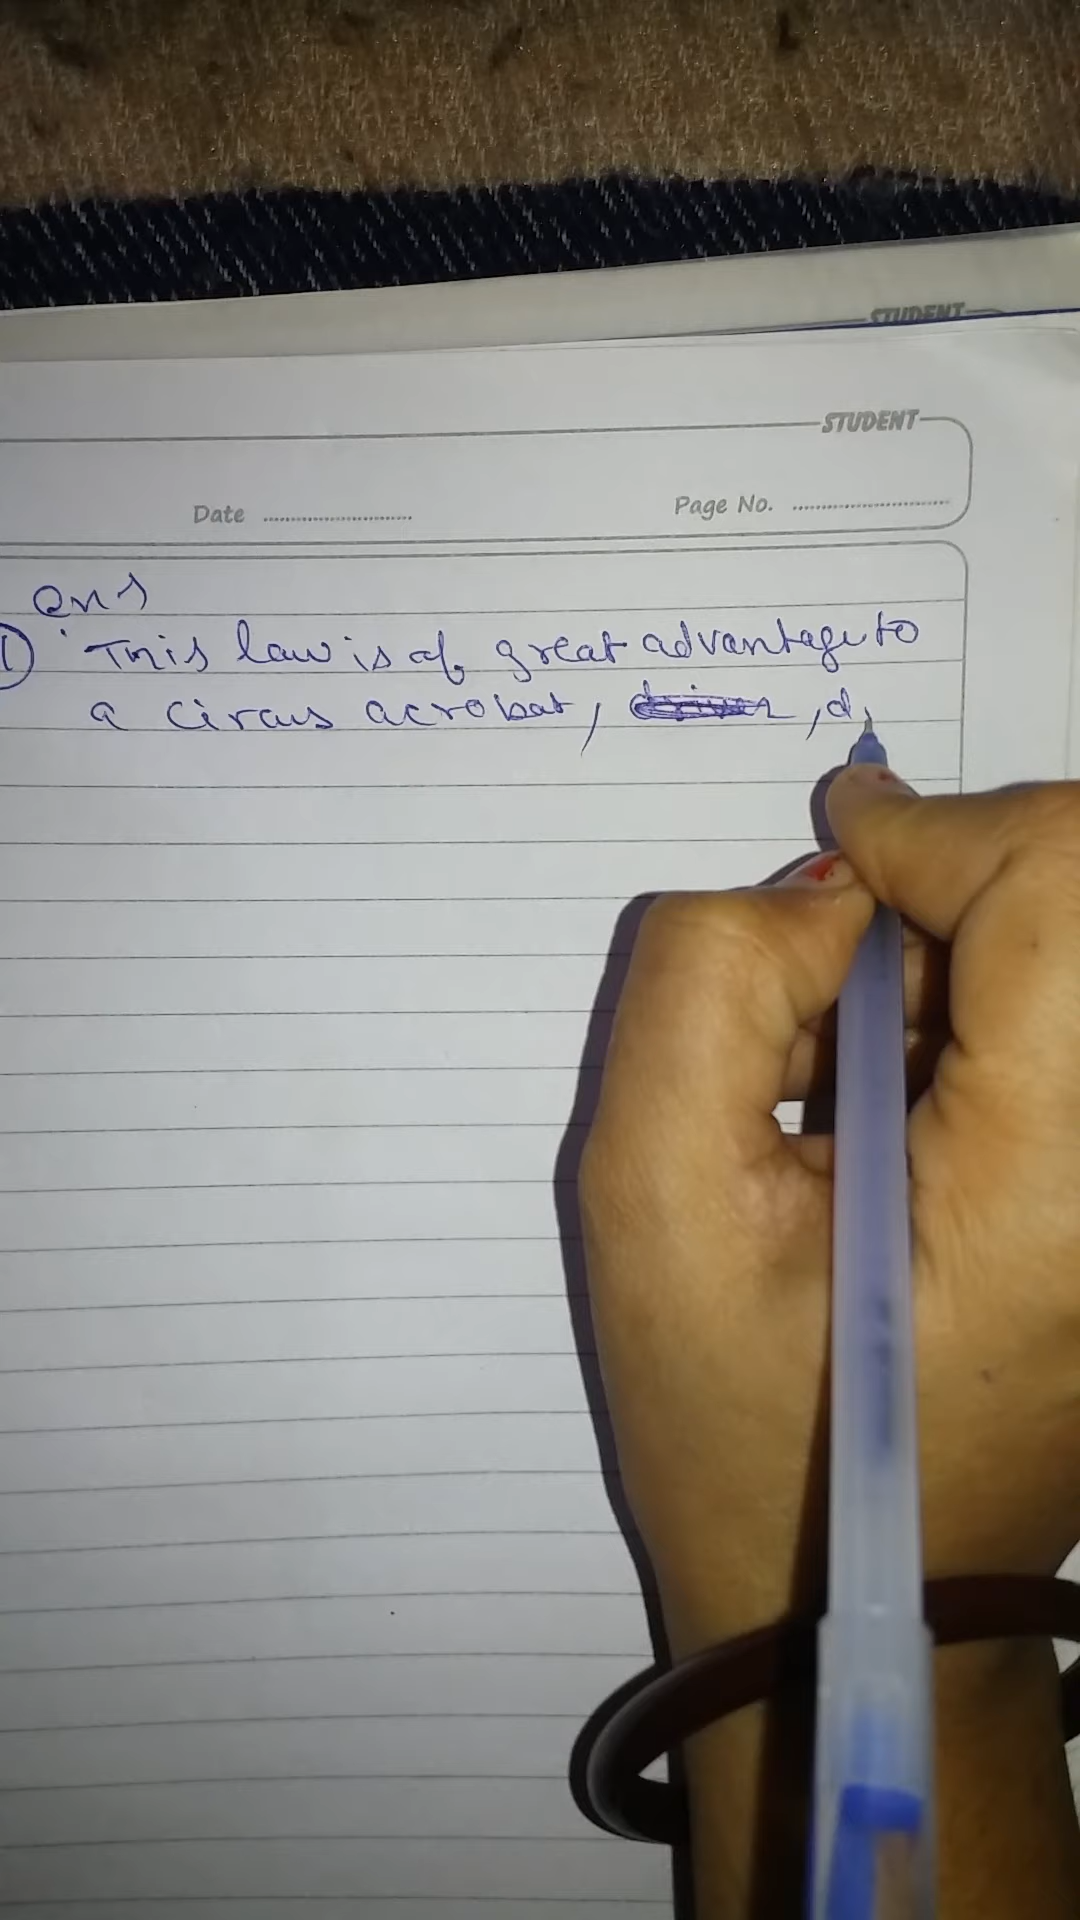 STUDENT
STUDENT
Date ........................ Page No. ........................
Ans
① This law is of great advantage to
a circus acrobat, , d